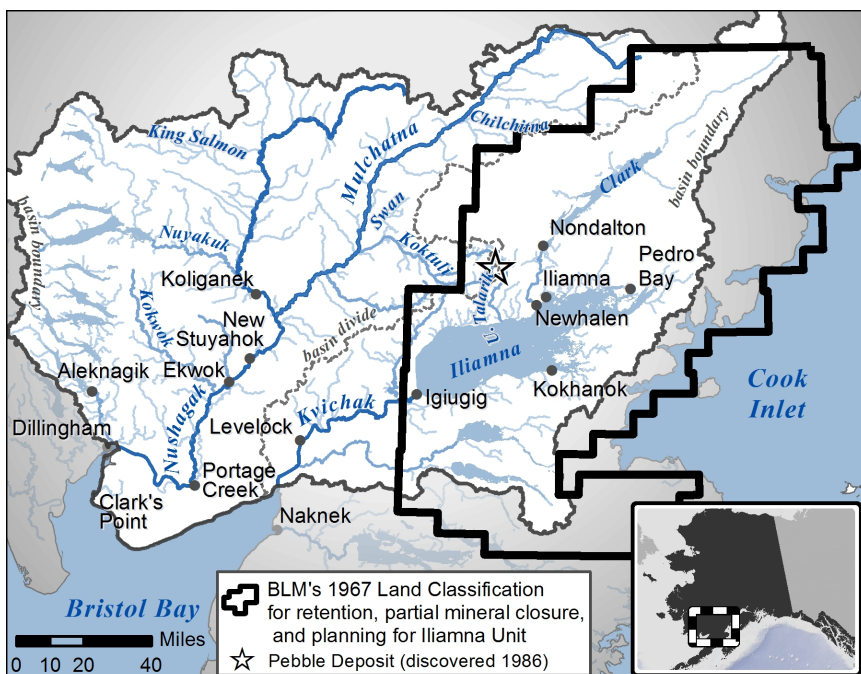 King Salmon
Mulchatna
Chilchitna
Swan
Clark
basin boundary
basin boundary
Nuyakuk
Koktuli
Nondalton
Koliganek
Talarik
Iliamna
Pedro
Bay
Kokwok
New
Stuyahok
basin divide
Newhalen
U.
Iliamna
Aleknagik
Ekwok
Kokhanok
Cook
Inlet
Kvichak
Igiugig
Nushagak
Levelock
Dillingham
Portage
Creek
Clark's
Point
Naknek
Bristol Bay
Miles
0 10 20 40
BLM's 1967 Land Classification
for retention, partial mineral closure,
and planning for Iliamna Unit
Pebble Deposit (discovered 1986)